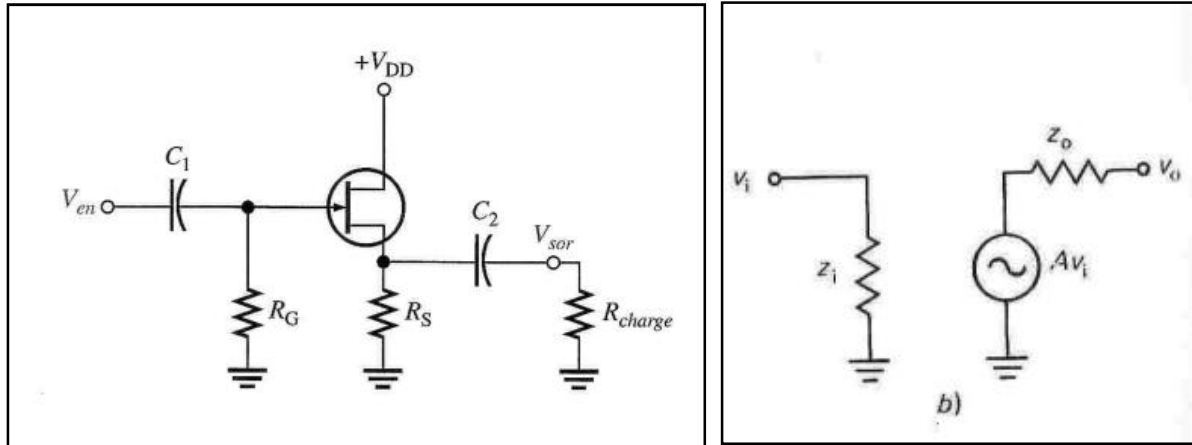 +V_DD
C_1
V_en
C_2
V_sor
R_G
R_S
R_charge
z_o
v_i
v_o
z_i
Av_i
b)